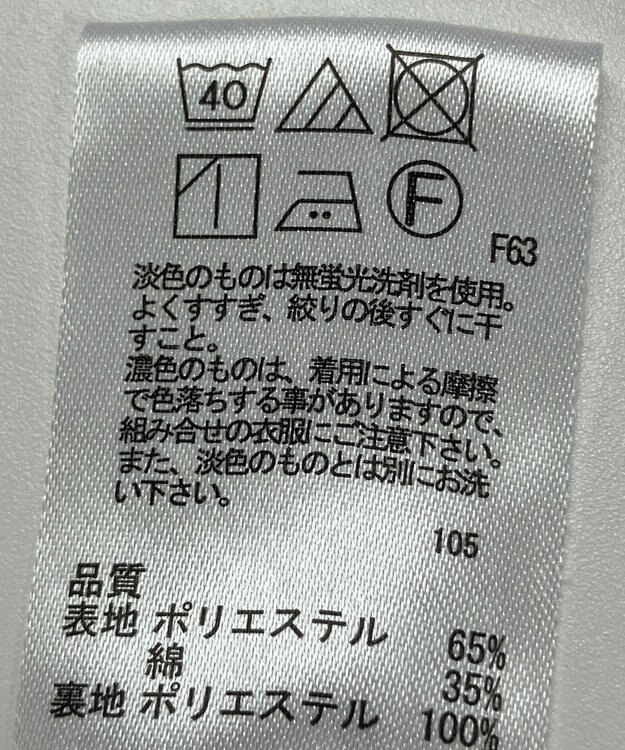 40
F
F63
淡色のものは無蛍光洗剤を使用。
よくすすぎ、絞りの後すぐに干
すこと。
濃色のものは、着用による摩擦
で色落ちする事がありますので、
組み合せの衣服にご注意下さい。
また、淡色のものとは別にお洗
い下さい。
105
品質
表地 ポリエステル 65%
綿 35%
裏地 ポリエステル 100%